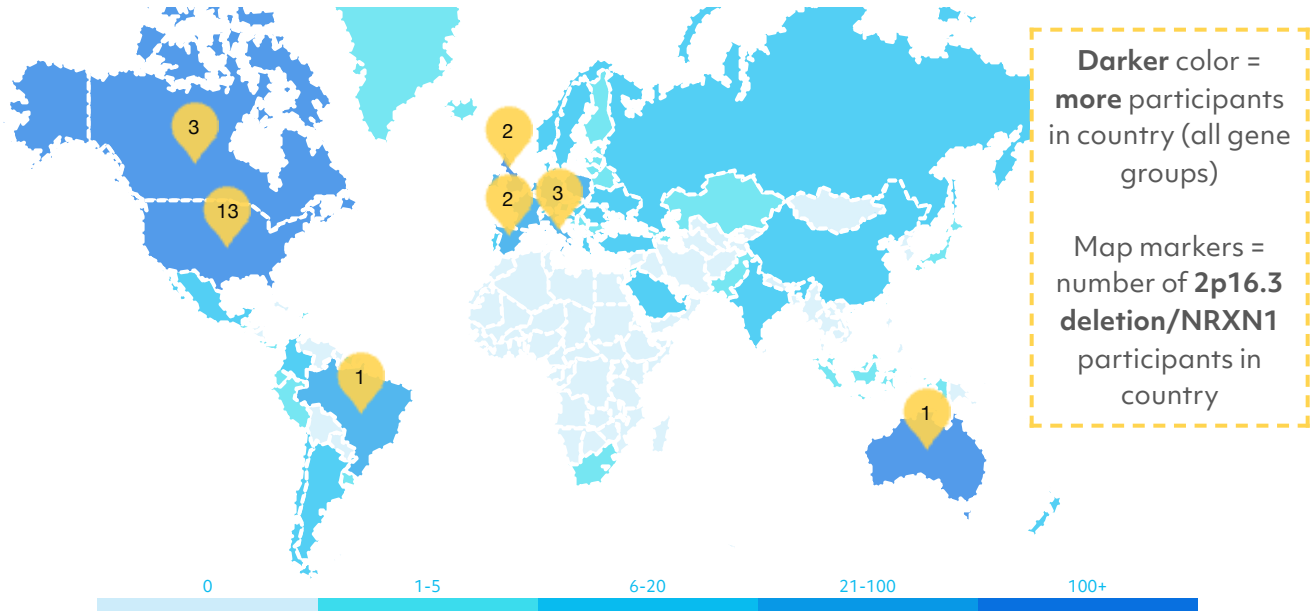 3
13
2
2
3
1
1
Darker color =
more participants
in country (all gene
groups)
Map markers =
number of 2p16.3
deletion/NRXN1
participants in
country
0 1-5 6-20 21-100 100+